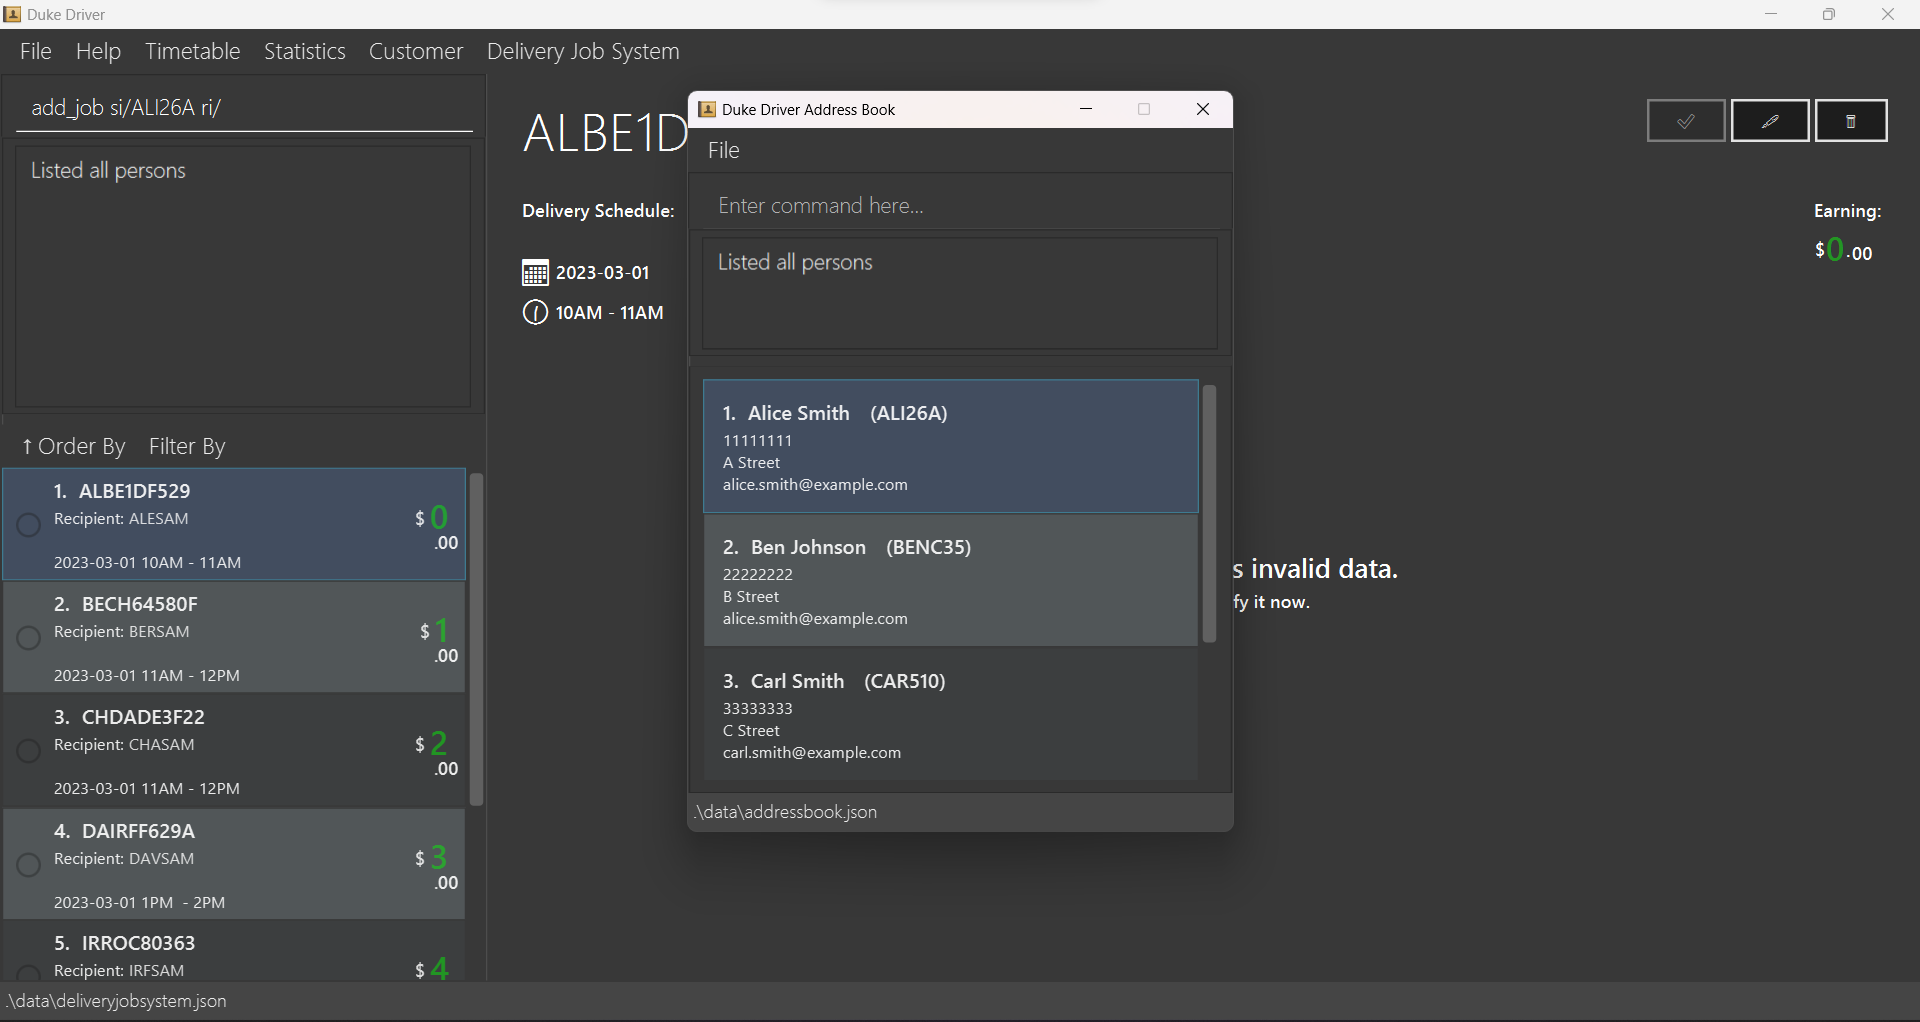 Duke Driver
File Help Timetable Statistics Customer Delivery Job System
add_job si/ALI26A ri/
Listed all persons
↑ Order By Filter By
1. ALBE1DF529
Recipient: ALESAM
$0.00
2023-03-01 10AM - 11AM
2. BECH64580F
Recipient: BERSAM
$1.00
2023-03-01 11AM - 12PM
3. CHDADE3F22
Recipient: CHASAM
$2.00
2023-03-01 11AM - 12PM
4. DAIRFF629A
Recipient: DAVSAM
$3.00
2023-03-01 1PM - 2PM
5. IRROC80363
Recipient: IRFSAM
$4
.\data\deliveryjobsystem.json
ALBE1D
Delivery Schedule:
2023-03-01
10AM - 11AM
Earning:
$0.00
s invalid data.
fy it now.
Duke Driver Address Book
File
Enter command here...
Listed all persons
1. Alice Smith (ALI26A)
11111111
A Street
alice.smith@example.com
2. Ben Johnson (BENC35)
22222222
B Street
alice.smith@example.com
3. Carl Smith (CAR510)
33333333
C Street
carl.smith@example.com
.\data\addressbook.json